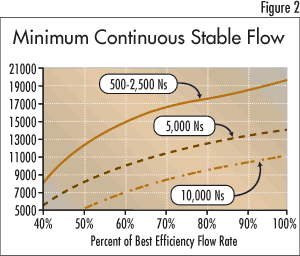 Figure 2
Minimum Continuous Stable Flow
21000
19000
17000
15000
13000
11000
9000
7000
5000
500-2,500 Ns
5,000 Ns
10,000 Ns
40% 50% 60% 70% 80% 90% 100%
Percent of Best Efficiency Flow Rate